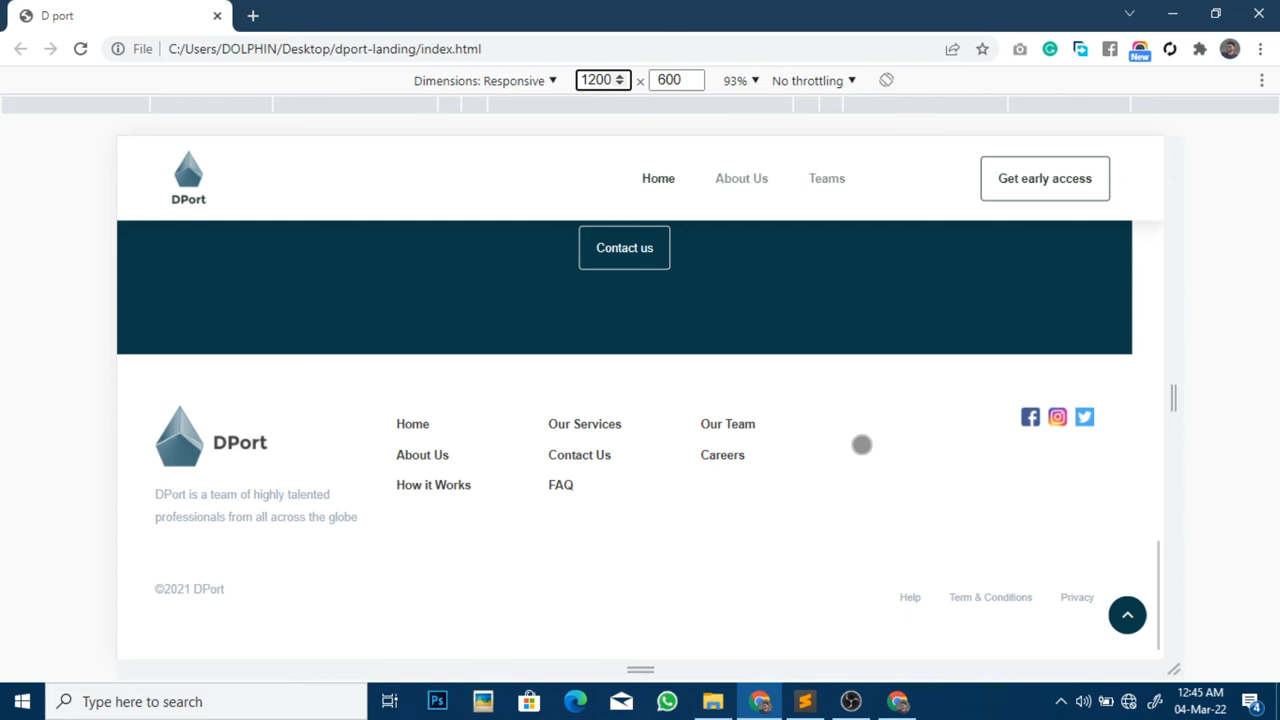 D port
File
C:/Users/DOLPHIN/Desktop/dport-landing/index.html
New
Dimensions: Responsive
1200 × 600
93%
No throttling
DPort
Home
About Us
Teams
Get early access
Contact us
DPort
DPort is a team of highly talented
professionals from all across the globe
Home
About Us
How it Works
Our Services
Contact Us
FAQ
Our Team
Careers
©2021 DPort
Help
Term & Conditions
Privacy
Type here to search
Ps
12:45 AM
04-Mar-22
4